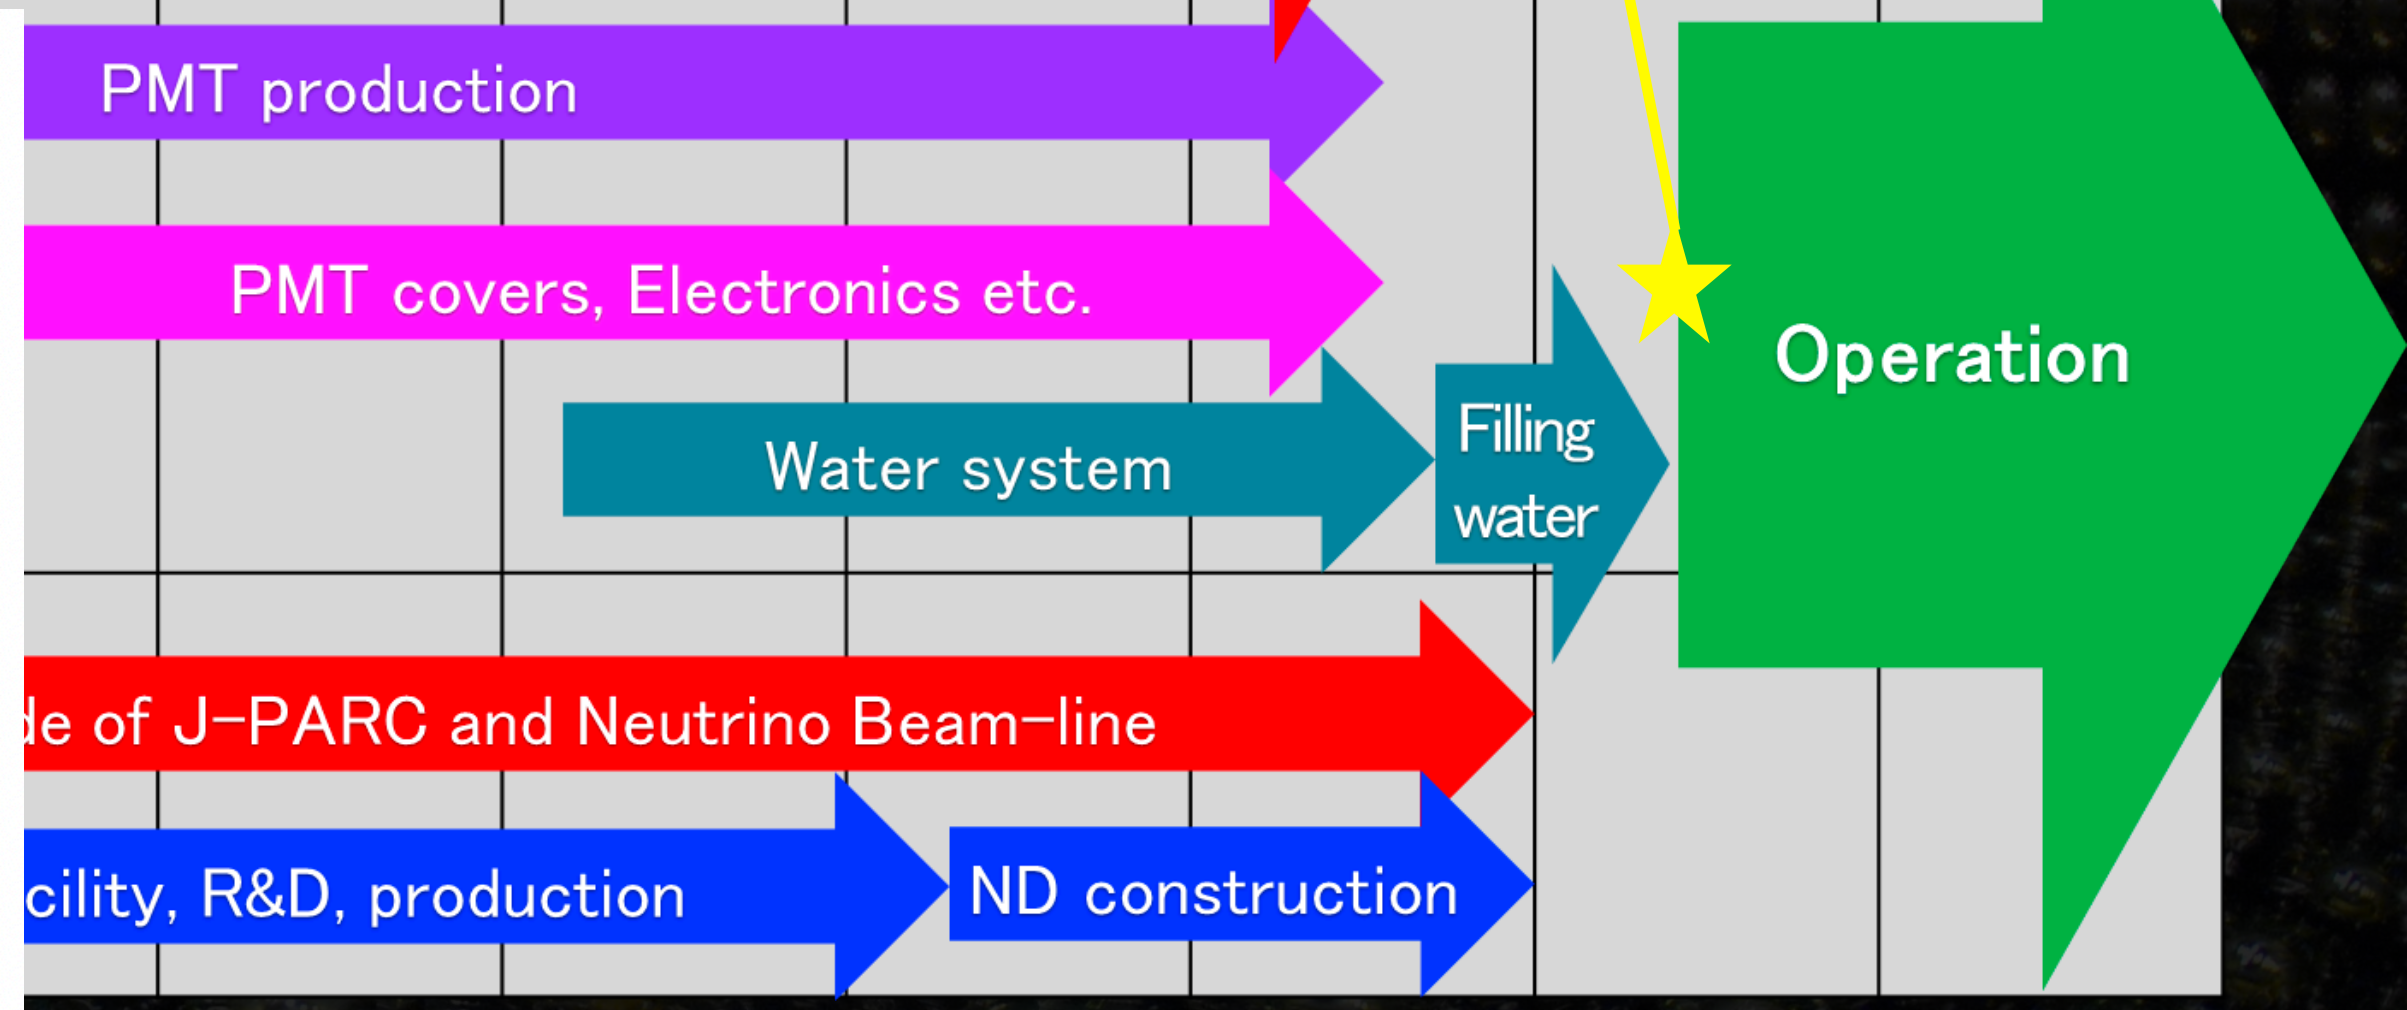 PMT production
PMT covers, Electronics etc.
Operation
Filling
water
Water system
de of J-PARC and Neutrino Beam-line
cility, R&D, production
ND construction